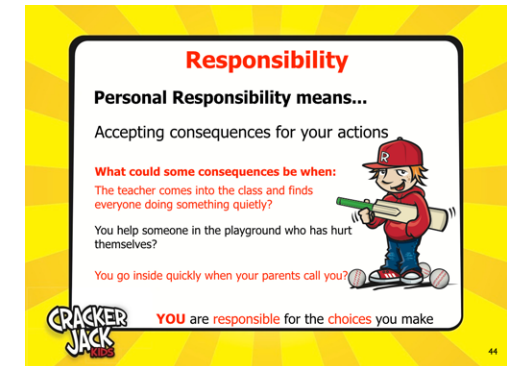 Responsibility
Personal Responsibility means...
Accepting consequences for your actions
What could some consequences be when:
The teacher comes into the class and finds
everyone doing something quietly?
You help someone in the playground who has hurt
themselves?
You go inside quickly when your parents call you?
R
CRACKER
JACK
KIDS
YOU are responsible for the choices you make
44